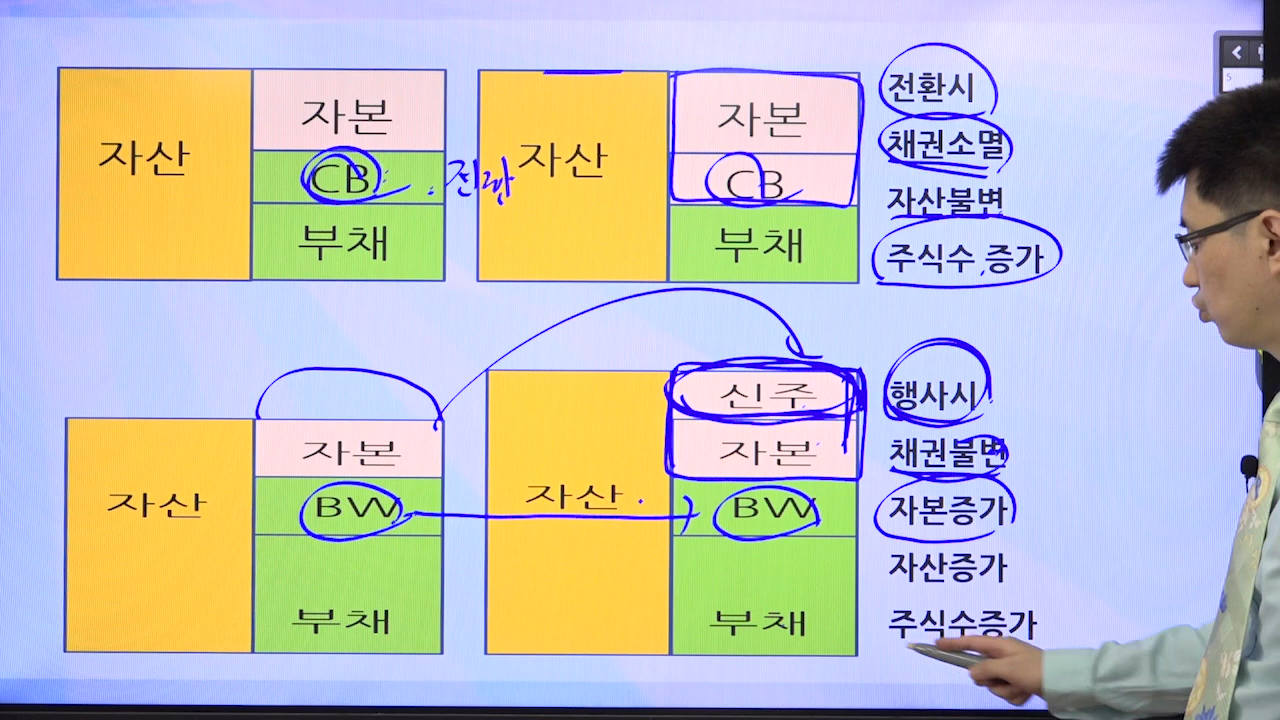 자본
자산
CB
전환
부채
자본
자산
CB
부채
전환시
채권소멸
자산불변
주식수 증가
자본
자산
BW
부채
신주
자본
자산
BW
부채
행사시
채권불변
자본증가
자산증가
주식수증가
5